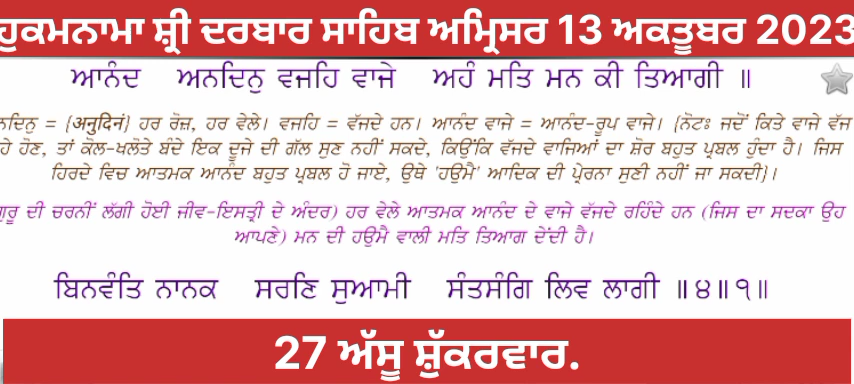 ਹੁਕਮਨਾਮਾ ਸ਼੍ਰੀ ਦਰਬਾਰ ਸਾਹਿਬ ਅਮ੍ਰਿਸਰ 13 ਅਕਤੂਬਰ 2023
ਆਨੰਦ ਅਨਦਿਨੁ ਵਜਹਿ ਵਾਜੇ ਅਹੰ ਮਤਿ ਮਨ ਕੀ ਤਿਆਗੀ ॥
ਨਦਿਨੁ = {अनुदिनं} ਹਰ ਰੋਜ਼, ਹਰ ਵੇਲੇ। ਵਜਹਿ = ਵੱਜਦੇ ਹਨ। ਆਨੰਦ ਵਾਜੇ = ਆਨੰਦ-ਰੂਪ ਵਾਜੇ। {ਨੋਟਃ ਜਦੋਂ ਕਿਤੇ ਵਾਜੇ ਵੱਜ
ਹੇ ਹੋਣ, ਤਾਂ ਕੋਲ-ਖਲੋਤੇ ਬੰਦੇ ਇਕ ਦੂਜੇ ਦੀ ਗੱਲ ਸੁਣ ਨਹੀਂ ਸਕਦੇ, ਕਿਉਂਕਿ ਵੱਜਦੇ ਵਾਜਿਆਂ ਦਾ ਸ਼ੋਰ ਬਹੁਤ ਪ੍ਰਬਲ ਹੁੰਦਾ ਹੈ। ਜਿਸ
ਹਿਰਦੇ ਵਿਚ ਆਤਮਕ ਆਨੰਦ ਬਹੁਤ ਪ੍ਰਬਲ ਹੋ ਜਾਏ, ਉਥੇ 'ਹਉਮੈ' ਆਦਿਕ ਦੀ ਪ੍ਰੇਰਨਾ ਸੁਣੀ ਨਹੀਂ ਜਾ ਸਕਦੀ}।
ਗੁਰੂ ਦੀ ਚਰਨੀਂ ਲੱਗੀ ਹੋਈ ਜੀਵ-ਇਸਤ੍ਰੀ ਦੇ ਅੰਦਰ) ਹਰ ਵੇਲੇ ਆਤਮਕ ਆਨੰਦ ਦੇ ਵਾਜੇ ਵੱਜਦੇ ਰਹਿੰਦੇ ਹਨ (ਜਿਸ ਦਾ ਸਦਕਾ ਉਹ
ਆਪਣੇ) ਮਨ ਦੀ ਹਉਮੈ ਵਾਲੀ ਮਤਿ ਤਿਆਗ ਦੇਂਦੀ ਹੈ।
ਬਿਨਵੰਤਿ ਨਾਨਕ ਸਰਣਿ ਸੁਆਮੀ ਸੰਤਸੰਗਿ ਲਿਵ ਲਾਗੀ ॥੪॥੧॥
27 ਅੱਸੂ ਸ਼ੁੱਕਰਵਾਰ.